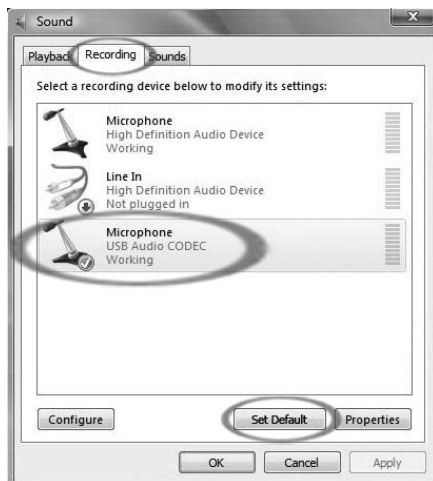 Sound
Playback Recording Sounds
Select a recording device below to modify its settings:
Microphone
High Definition Audio Device
Working
Line In
High Definition Audio Device
Not plugged in
Microphone
USB Audio CODEC
Working
Configure Set Default Properties
OK Cancel Apply